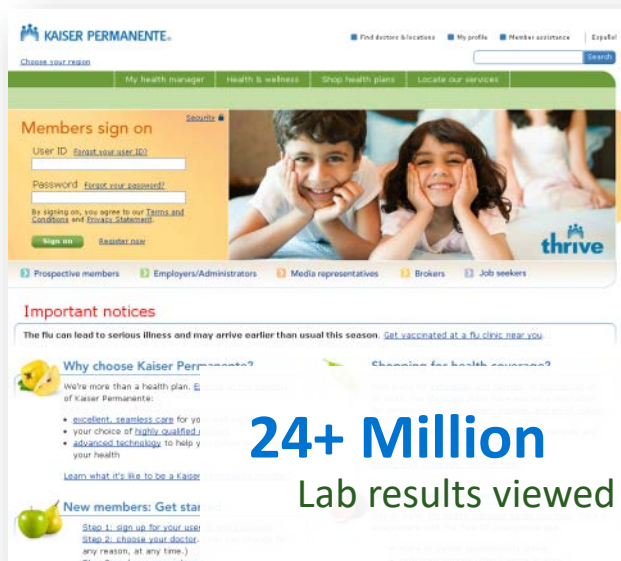 KAISER PERMANENTE®
Find doctors & locations My profile Member assistance Español
Choose your region
Search
My health manager Health & wellness Shop health plans Locate our services
Members sign on
Security
User ID Forgot your user ID?
Password Forgot your password?
By signing on, you agree to our Terms and
Conditions and Privacy Statement.
Sign on Register now
thrive
Prospective members Employers/Administrators Media representatives Brokers Job seekers
Important notices
The flu can lead to serious illness and may arrive earlier than usual this season. Get vaccinated at a flu clinic near you.
Why choose Kaiser Permanente?
Shopping for health coverage?
We're more than a health plan.
of Kaiser Permanente:
excellent, seamless care for
your choice of highly qualified
advanced technology to help
your health
Learn what it's like to be a Kaiser
24+ Million
Lab results viewed
New members: Get
Step 1: sign up for your
Step 2: choose your doctor
any reason, at any time.)